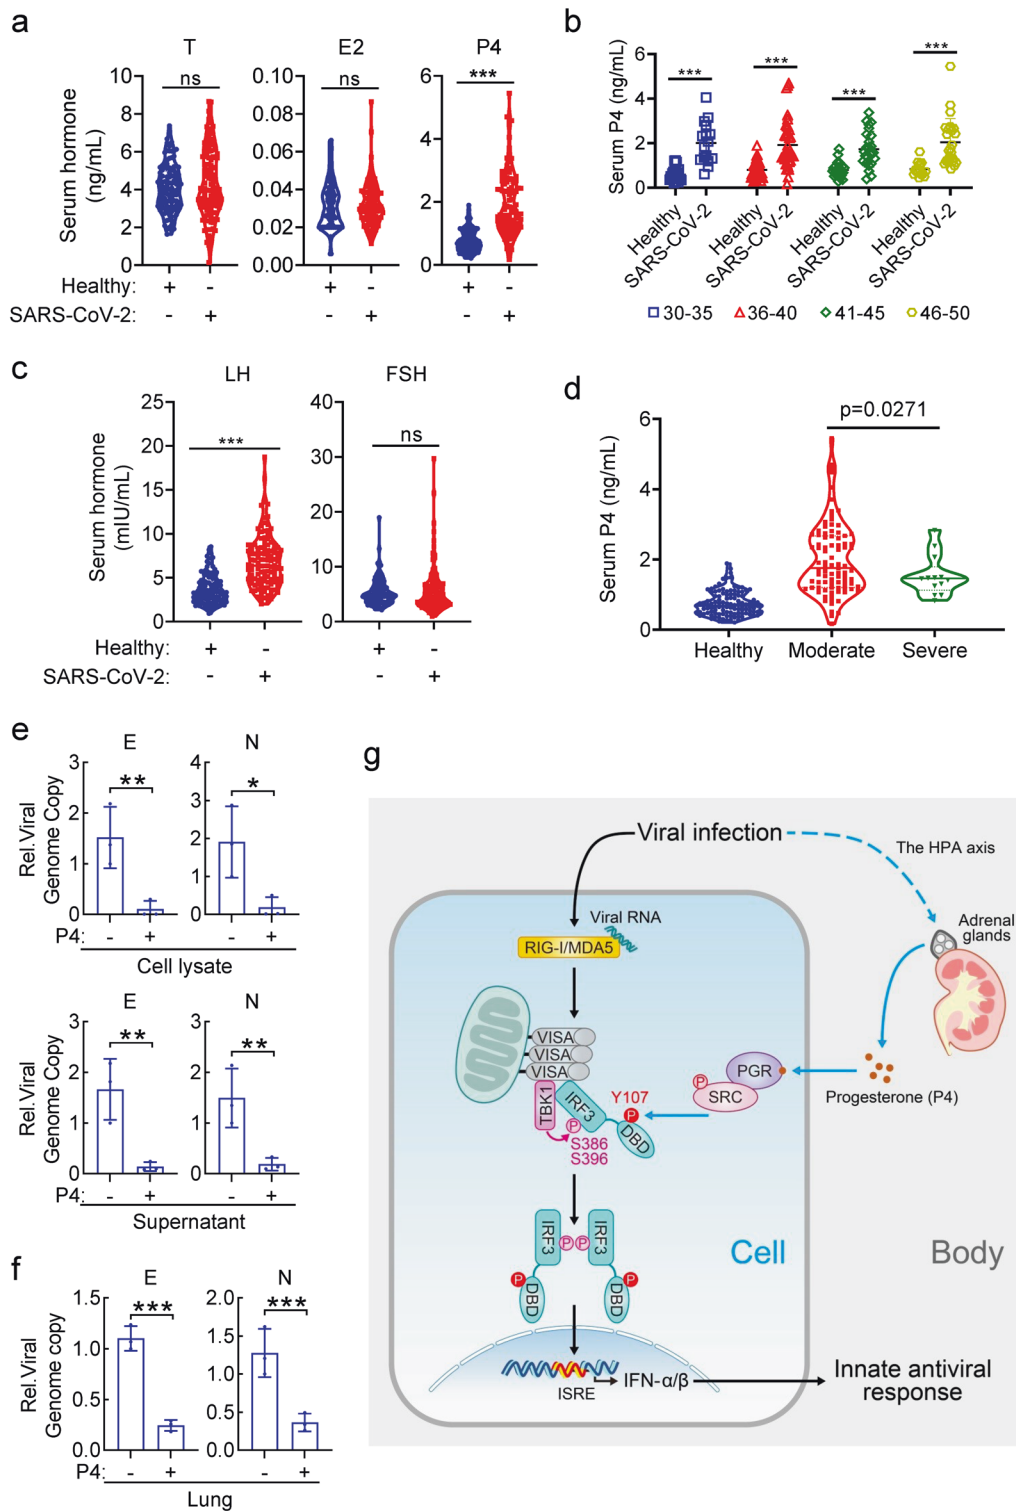 a
T
E2
P4
Serum hormone
(ng/mL)
10
8
6
4
2
0
ns
0.10
0.08
0.06
0.04
0.02
0.00
ns
6
4
2
0
***
Healthy: + - + - + -
SARS-CoV-2: - + - + - +
b
Serum P4 (ng/mL)
6
4
2
0
*** *** *** ***
Healthy SARS-CoV-2 Healthy SARS-CoV-2 Healthy SARS-CoV-2 Healthy SARS-CoV-2
30-35 36-40 41-45 46-50
c
LH
FSH
Serum hormone
(mIU/mL)
25
20
15
10
5
0
***
40
30
20
10
0
ns
Healthy: + - + -
SARS-CoV-2: - + - +
d
Serum P4 (ng/mL)
6
4
2
0
p=0.0271
Healthy Moderate Severe
e
E
N
Rel.Viral
Genome Copy
3
2
1
0
**
4
3
2
1
0
*
P4: - + - +
Cell lysate
E
N
Rel.Viral
Genome Copy
3
2
1
0
**
3
2
1
0
**
P4: - + - +
Supernatant
f
E
N
Rel.Viral
Genome copy
1.5
1.0
0.5
0.0
***
2.0
1.5
1.0
0.5
0.0
***
P4: - + - +
Lung
g
Viral infection
The HPA axis
Adrenal
glands
Viral RNA
RIG-I/MDA5
VISA
VISA
VISA
TBK1
IRF3
P
S386
S396
Y107
P
DBD
P
SRC
PGR
Progesterone (P4)
IRF3
P P
IRF3
P
DBD
DBD
P
Cell
Body
ISRE
IFN-α/β
Innate antiviral
response